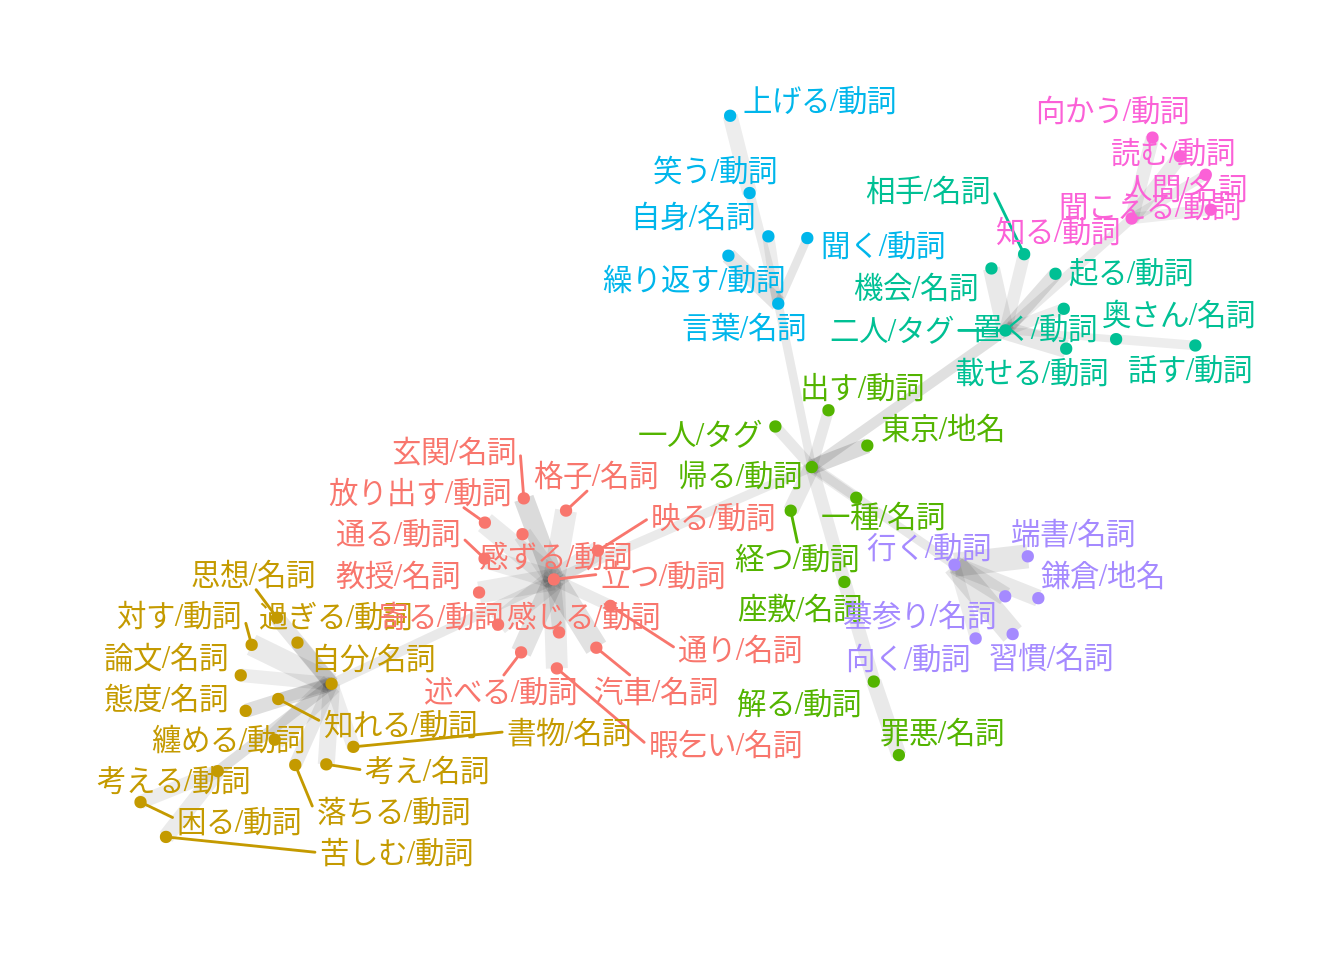 上げる/動詞
向かう/動詞
読む/動詞
笑う/動詞
相手/名詞
人間/名詞
聞こえる/動詞
自身/名詞
知る/動詞
聞く/動詞
繰り返す/動詞
機会/名詞
起る/動詞
言葉/名詞
二人/タグ
置く/動詞
奥さん/名詞
載せる/動詞
話す/動詞
出す/動詞
一人/タグ
東京/地名
玄関/名詞
格子/名詞
帰る/動詞
放り出す/動詞
映る/動詞
一種/名詞
通る/動詞
感ずる/動詞
経つ/動詞
行く/動詞
端書/名詞
思想/名詞
教授/名詞
立つ/動詞
鎌倉/地名
対す/動詞
過ぎる/動詞
寄る/動詞
感じる/動詞
座敷/名詞
墓参り/名詞
論文/名詞
自分/名詞
通り/名詞
向く/動詞
習慣/名詞
態度/名詞
述べる/動詞
汽車/名詞
解る/動詞
纏める/動詞
知れる/動詞
書物/名詞
暇乞い/名詞
罪悪/名詞
考える/動詞
考え/名詞
困る/動詞
落ちる/動詞
苦しむ/動詞